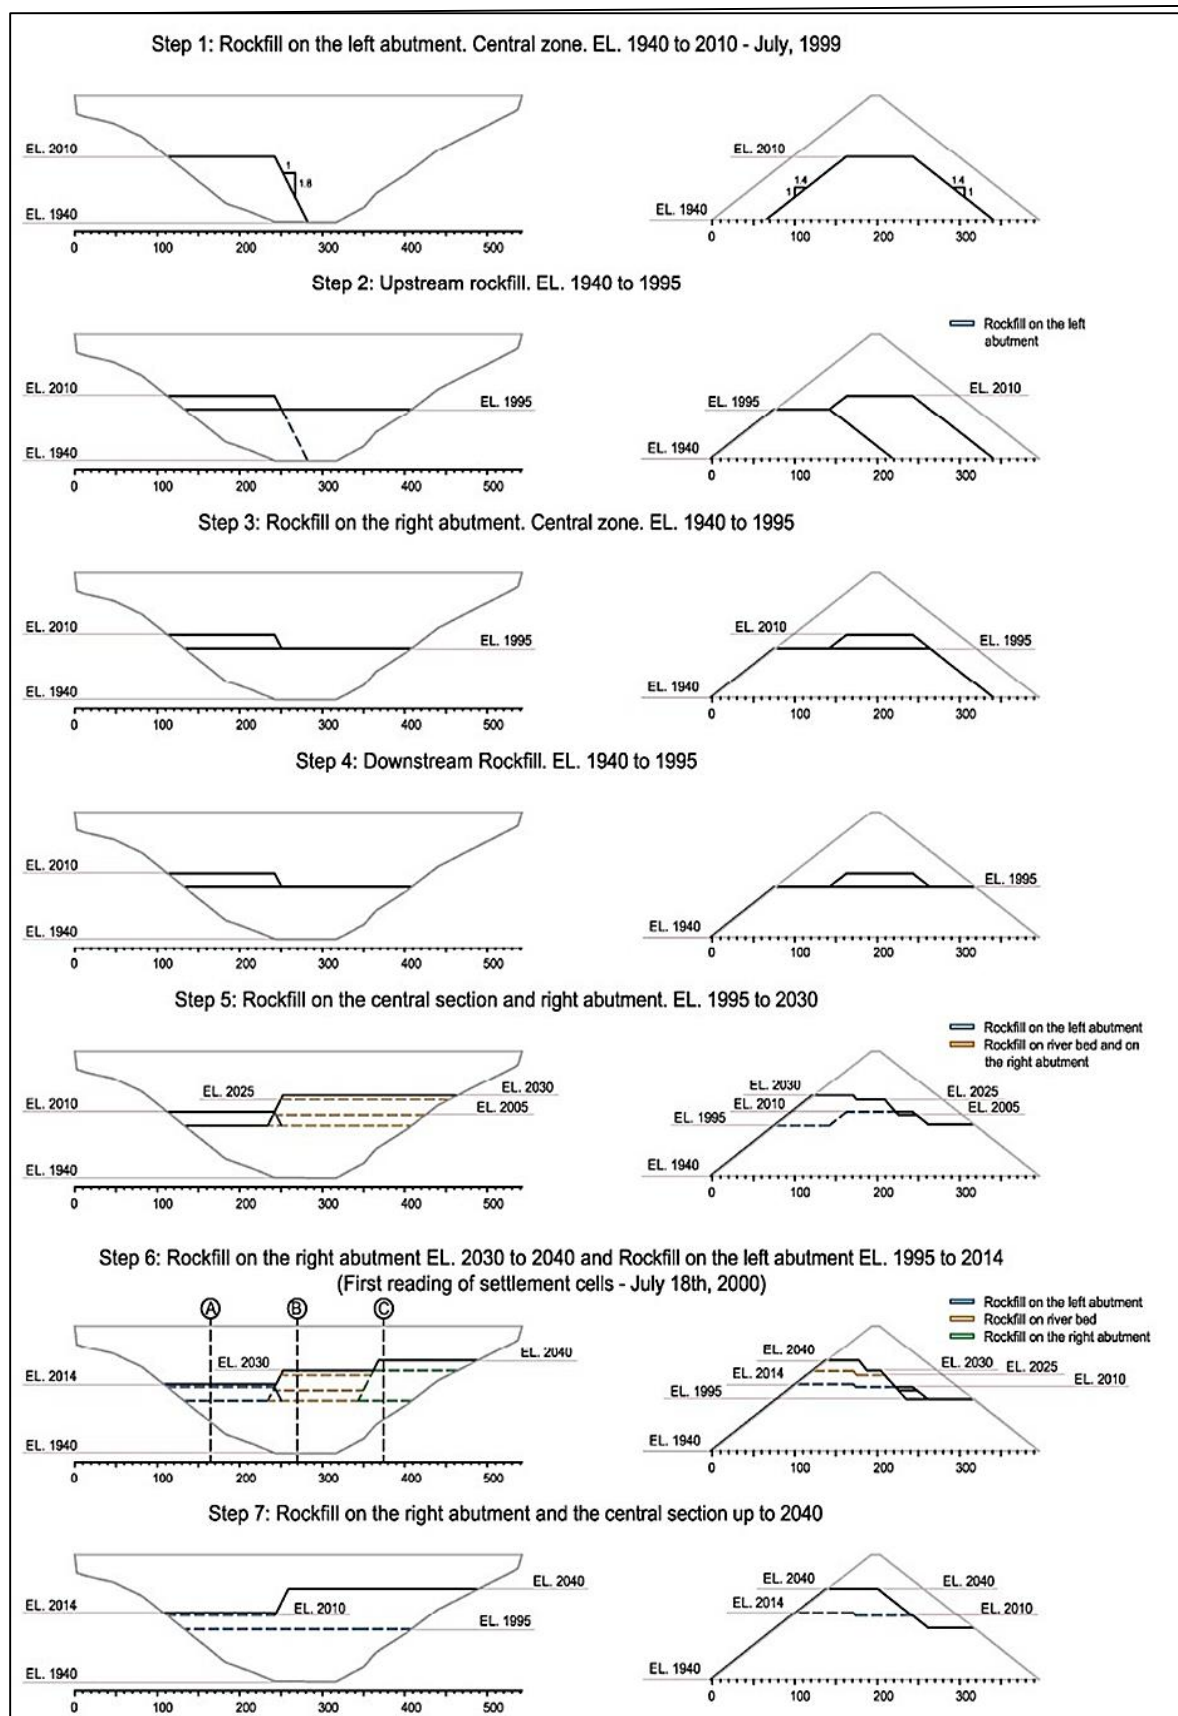 Step 1: Rockfill on the left abutment. Central zone. EL. 1940 to 2010 - July, 1999
EL. 2010
1
1.8
EL. 1940
0 100 200 300 400 500
EL. 2010
1.4
1
1.4
1
EL. 1940
0 100 200 300
Step 2: Upstream rockfill. EL. 1940 to 1995
EL. 2010
EL. 1995
EL. 1940
0 100 200 300 400 500
Rockfill on the left
abutment
EL. 2010
EL. 1995
EL. 1940
0 100 200 300
Step 3: Rockfill on the right abutment. Central zone. EL. 1940 to 1995
EL. 2010
EL. 1995
EL. 1940
0 100 200 300 400 500
EL. 2010
EL. 1995
EL. 1940
0 100 200 300
Step 4: Downstream Rockfill. EL. 1940 to 1995
EL. 2010
EL. 1940
0 100 200 300 400 500
EL. 1995
EL. 1940
0 100 200 300
Step 5: Rockfill on the central section and right abutment. EL. 1995 to 2030
EL. 2025
EL. 2030
EL. 2010
EL. 2005
EL. 1940
0 100 200 300 400 500
Rockfill on the left abutment
Rockfill on river bed and on
the right abutment
EL. 2030
EL. 2025
EL. 2010
EL. 2005
EL. 1995
EL. 1940
0 100 200 300
Step 6: Rockfill on the right abutment EL. 2030 to 2040 and Rockfill on the left abutment EL. 1995 to 2014
(First reading of settlement cells - July 18th, 2000)
A B C
EL. 2040
EL. 2030
EL. 2014
EL. 1940
0 100 200 300 400 500
Rockfill on the left abutment
Rockfill on river bed
Rockfill on the right abutment
EL. 2040
EL. 2030
EL. 2025
EL. 2014
EL. 2010
EL. 1995
EL. 1940
0 100 200 300
Step 7: Rockfill on the right abutment and the central section up to 2040
EL. 2040
EL. 2014
EL. 2010
EL. 1995
EL. 1940
0 100 200 300 400 500
EL. 2040
EL. 2040
EL. 2014
EL. 2010
EL. 1940
0 100 200 300